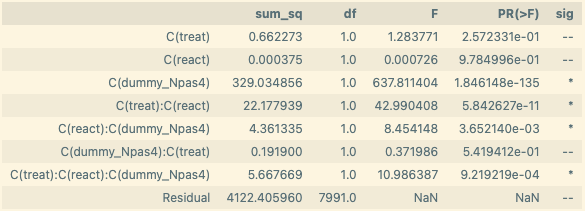 sum_sq df F PR(>F) sig
C(treat) 0.662273 1.0 1.283771 2.572331e-01 --
C(react) 0.000375 1.0 0.000726 9.784996e-01 --
C(dummy_Npas4) 329.034856 1.0 637.811404 1.846148e-135 *
C(treat):C(react) 22.177939 1.0 42.990408 5.842627e-11 *
C(react):C(dummy_Npas4) 4.361335 1.0 8.454148 3.652140e-03 *
C(dummy_Npas4):C(treat) 0.191900 1.0 0.371986 5.419412e-01 --
C(treat):C(react):C(dummy_Npas4) 5.667669 1.0 10.986387 9.219219e-04 *
Residual 4122.405960 7991.0 NaN NaN --